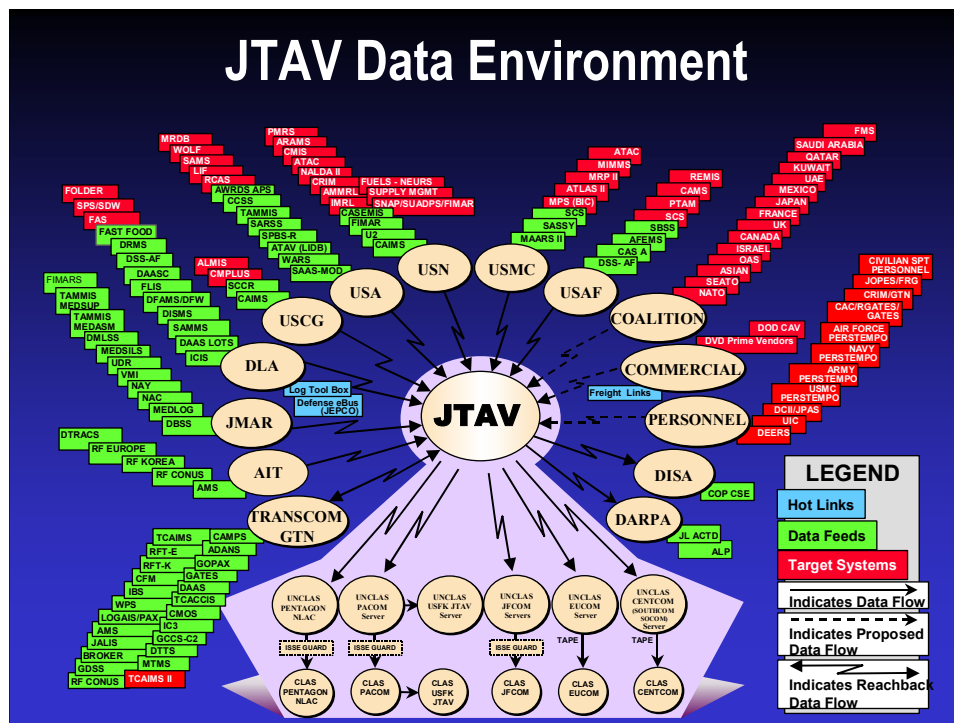 JTAV Data Environment
MRDB
WOLF
SAMS
LIF
RCAS
AWRDS APS
CCSS
TAMMIS
SARSS
SPBS-R
ATAV (LIDB)
WARS
SAAS-MOD
USA
PMRS
ARAMS
CMIS
ATAC
NALDA II
CRIM
AMMRL
IMRL
FUELS - NEURS
SUPPLY MGMT
SNAP/SUADPS/FIMAR
CASEMIS
FIMAR
U2
CAIMS
USN
ATAC
MIMMS
MRP II
ATLAS II
MPS (BIC)
SCS
SASSY
MAARS II
USMC
REMIS
CAMS
PTAM
SCS
SBSS
AFEMS
CAS A
DSS- AF
USAF
FMS
SAUDI ARABIA
QATAR
KUWAIT
UAE
MEXICO
JAPAN
FRANCE
UK
CANADA
ISRAEL
OAS
ASIAN
SEATO
NATO
COALITION
FOLDER
SPS/SDW
FAS
FAST FOOD
DRMS
DSS-AF
DAASC
FLIS
DFAMS/DFW
DISMS
SAMMS
DAAS LOTS
ICIS
DLA
ALMIS
CMPLUS
SCCR
CAIMS
USCG
DOD CAV
DVD Prime Vendors
COMMERCIAL
Freight Links
CIVILIAN SPT
PERSONNEL
JOPES/FRG
CRIM/GTN
CAC/RGATES/
GATES
AIR FORCE
PERSTEMPO
NAVY
PERSTEMPO
ARMY
PERSTEMPO
USMC
PERSTEMPO
DCII/JPAS
UIC
DEERS
PERSONNEL
FIMARS
TAMMIS
MEDSUP
TAMMIS
MEDASM
DMLSS
MEDSILS
UDR
VMI
NAY
NAC
MEDLOG
DBSS
JMAR
Log Tool Box
Defense eBus
(JEPCO)
JTAV
DTRACS
RF EUROPE
RF KOREA
RF CONUS
AMS
AIT
DISA
COP CSE
DARPA
JL ACTD
ALP
TRANSCOM
GTN
TCAIMS
RFT-E
RFT-K
CFM
IBS
WPS
LOGAIS/PAX
AMS
JALIS
BROKER
GDSS
RF CONUS
CAMPS
ADANS
GOPAX
GATES
DAAS
TCACCIS
CMOS
IC3
GCCS-C2
DTTS
MTMS
TCAIMS II
UNCLAS
PENTAGON
NLAC
UNCLAS
PACOM
Server
UNCLAS
USFK JTAV
Server
UNCLAS
JFCOM
Servers
UNCLAS
EUCOM
Server
UNCLAS
CENTCOM
(SOUTHCOM
SOCOM)
Server
ISSE GUARD
ISSE GUARD
ISSE GUARD
TAPE
TAPE
CLAS
PENTAGON
NLAC
CLAS
PACOM
CLAS
USFK
JTAV
CLAS
JFCOM
CLAS
EUCOM
CLAS
CENTCOM
LEGEND
Hot Links
Data Feeds
Target Systems
Indicates Data Flow
Indicates Proposed
Data Flow
Indicates Reachback
Data Flow